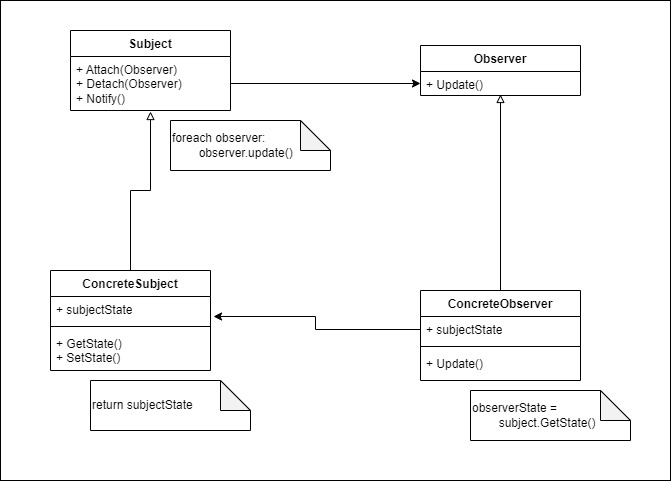 Subject
+ Attach(Observer)
+ Detach(Observer)
+ Notify()
Observer
+ Update()
foreach observer:
observer.update()
ConcreteSubject
+ subjectState
+ GetState()
+ SetState()
ConcreteObserver
+ subjectState
+ Update()
return subjectState
observerState =
subject.GetState()